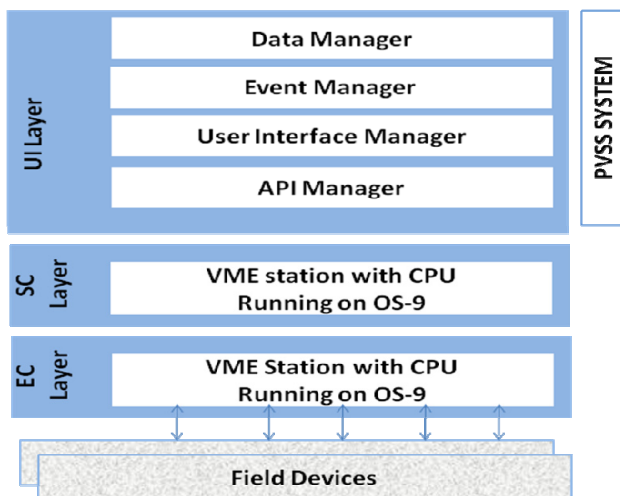 UI Layer
Data Manager
Event Manager
User Interface Manager
API Manager
PVSS SYSTEM
SC
Layer
VME station with CPU
Running on OS-9
EC
Layer
VME Station with CPU
Running on OS-9
Field Devices